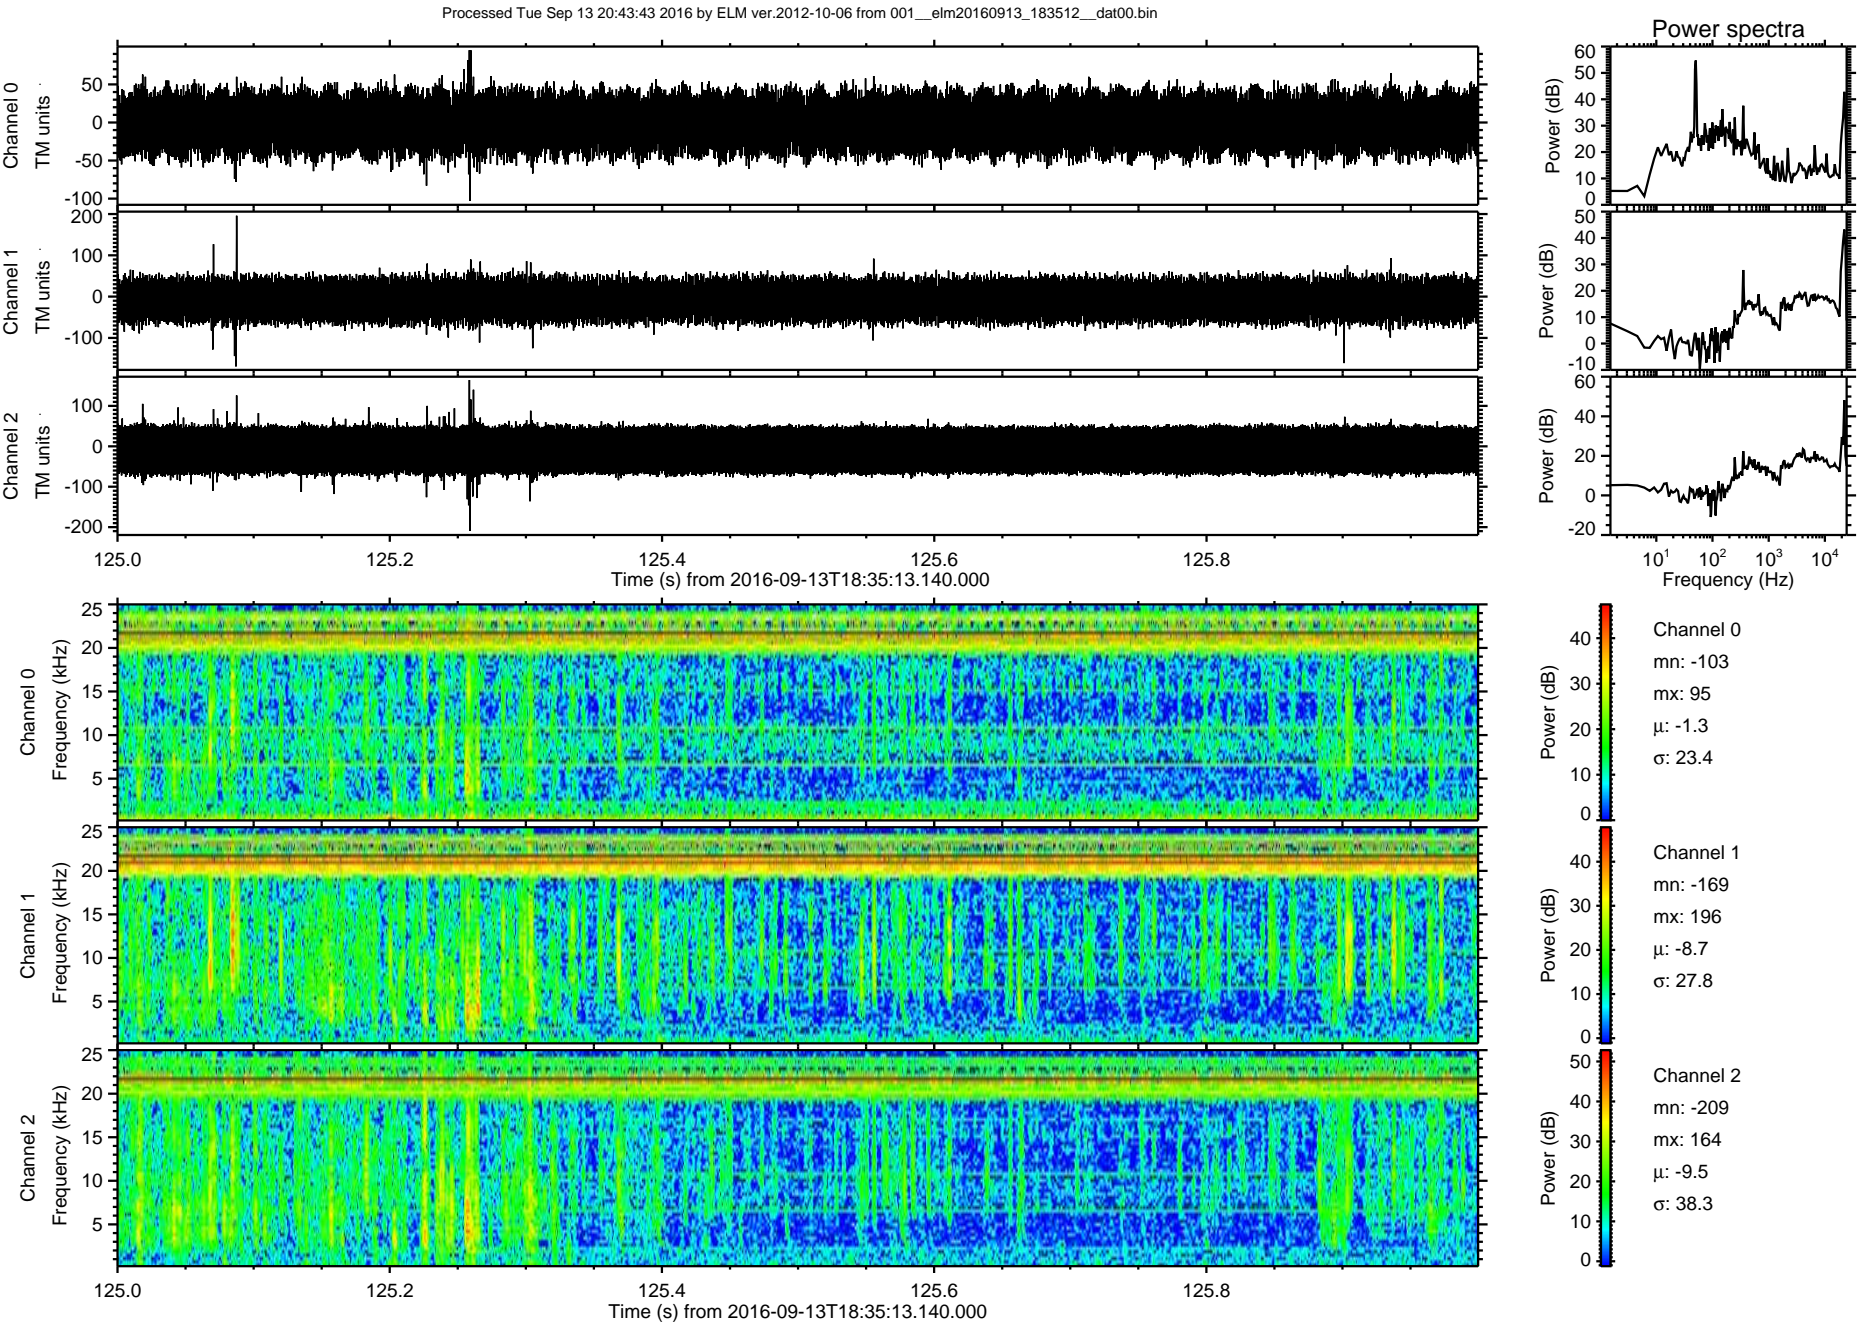 Processed Tue Sep 13 20:43:43 2016 by ELM ver.2012-10-06 from 001__elm20160913_183512__dat00.bin
Power spectra
Channel 0
TM units
50
0
-50
-100
Power (dB)
60
50
40
30
20
10
0
Channel 1
TM units
200
100
0
-100
Power (dB)
50
40
30
20
10
0
-10
Channel 2
TM units
100
0
-100
-200
Power (dB)
60
40
20
0
-20
125.0 125.2 125.4 125.6 125.8
Time (s) from 2016-09-13T18:35:13.140.000
10¹ 10² 10³ 10⁴
Frequency (Hz)
Channel 0
Frequency (kHz)
25
20
15
10
5
Power (dB)
40
30
20
10
0
Channel 0
mn: -103
mx: 95
μ: -1.3
σ: 23.4
Channel 1
Frequency (kHz)
25
20
15
10
5
Power (dB)
40
30
20
10
0
Channel 1
mn: -169
mx: 196
μ: -8.7
σ: 27.8
Channel 2
Frequency (kHz)
25
20
15
10
5
Power (dB)
50
40
30
20
10
0
Channel 2
mn: -209
mx: 164
μ: -9.5
σ: 38.3
125.0 125.2 125.4 125.6 125.8
Time (s) from 2016-09-13T18:35:13.140.000